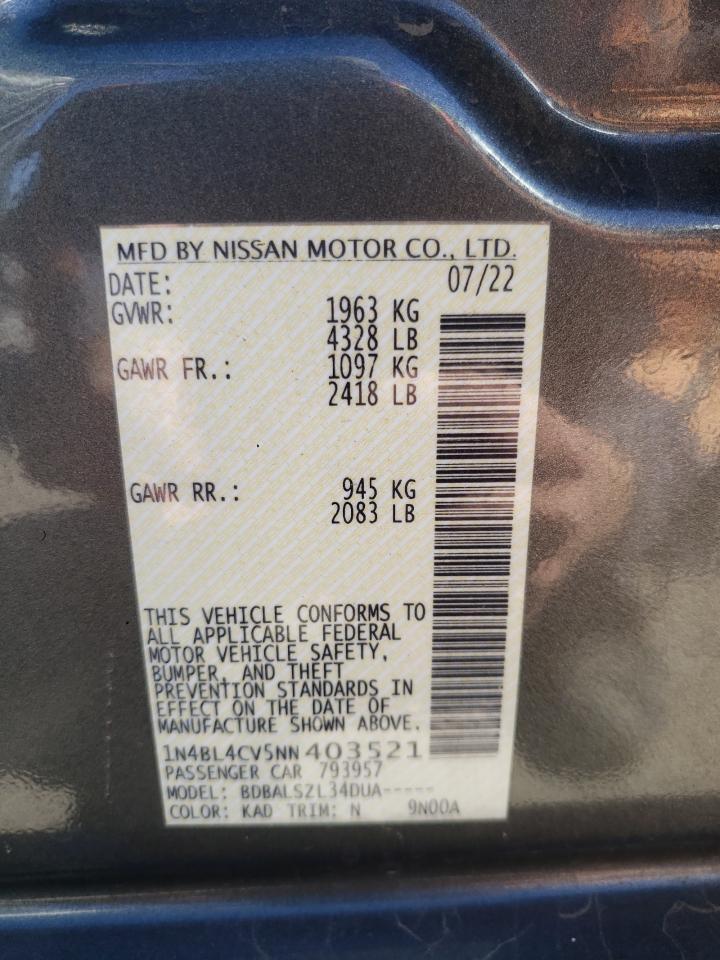 MFD BY NISSAN MOTOR CO., LTD.
DATE: 07/22
GVWR: 1963 KG
4328 LB
GAWR FR.: 1097 KG
2418 LB
GAWR RR.: 945 KG
2083 LB
THIS VEHICLE CONFORMS TO
ALL APPLICABLE FEDERAL
MOTOR VEHICLE SAFETY,
BUMPER, AND THEFT
PREVENTION STANDARDS IN
EFFECT ON THE DATE OF
MANUFACTURE SHOWN ABOVE.
1N4BL4CV5NN403521
PASSENGER CAR 793957
MODEL: BDBALSZL34DUA-----
COLOR: KAD TRIM: N 9N00A